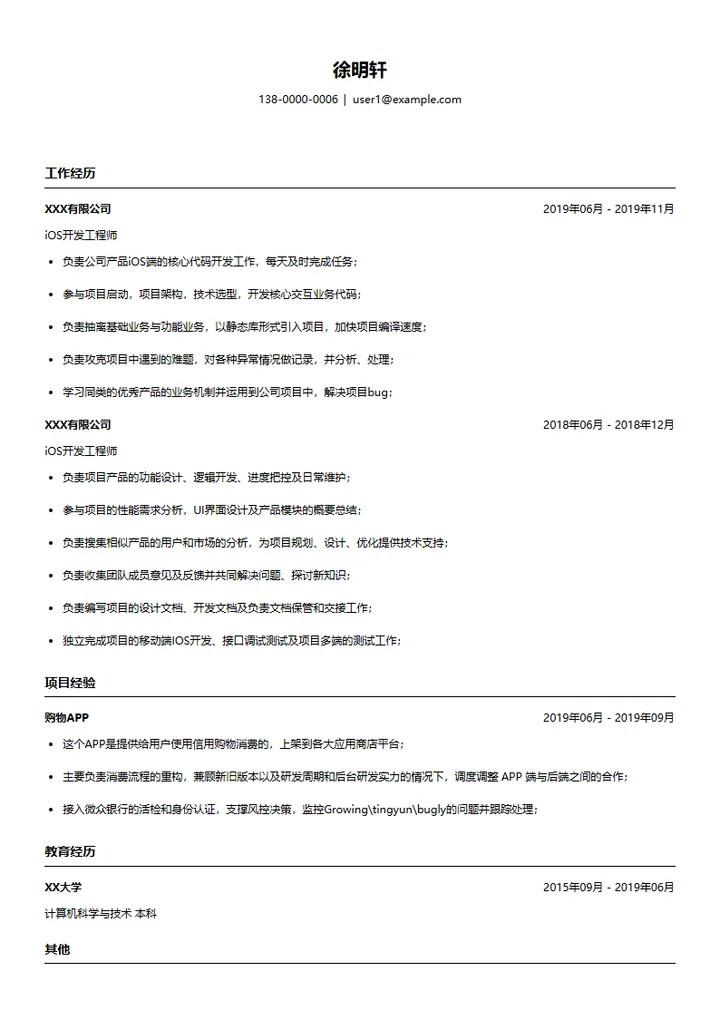 徐明轩
138-0000-0006 | user1@example.com
工作经历
XXX有限公司 2019年06月 - 2019年11月
iOS开发工程师
• 负责公司产品iOS端的核心代码开发工作，每天及时完成任务；
• 参与项目启动，项目架构，技术选型，开发核心交互业务代码；
• 负责抽离基础业务与功能业务，以静态库形式引入项目，加快项目编译速度；
• 负责攻克项目中遇到的难题，对各种异常情况做记录，并分析、处理；
• 学习同类的优秀产品的业务机制并运用到公司项目中，解决项目bug；
XXX有限公司 2018年06月 - 2018年12月
iOS开发工程师
• 负责项目产品的功能设计、逻辑开发、进度把控及日常维护；
• 参与项目的性能需求分析，UI界面设计及产品模块的概要总结；
• 负责搜集相似产品的用户和市场的分析，为项目规划、设计、优化提供技术支持；
• 负责收集团队成员意见及反馈并共同解决问题、探讨新知识；
• 负责编写项目的设计文档、开发文档及负责文档保管和交接工作；
• 独立完成项目的移动端IOS开发、接口调试测试及项目多端的测试工作；
项目经验
购物APP 2019年06月 - 2019年09月
• 这个APP是提供给用户使用信用购物消费的，上架到各大应用商店平台；
• 主要负责消费流程的重构，兼顾新旧版本以及研发周期和后台研发实力的情况下，调度调整 APP 端与后端之间的合作；
• 接入微众银行的活检和身份认证，支撑风控决策，监控Growing\tingyun\bugly的问题并跟踪处理；
教育经历
XX大学 2015年09月 - 2019年06月
计算机科学与技术 本科
其他